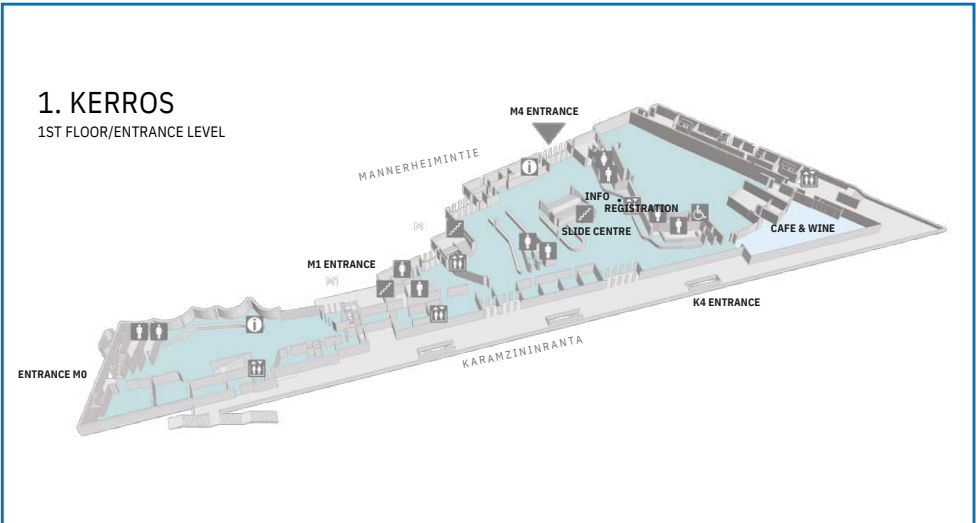 1. KERROS
1ST FLOOR/ENTRANCE LEVEL
M4 ENTRANCE
MANNERHEIMINTIE
INFO
REGISTRATION
SLIDE CENTRE
CAFE & WINE
M1 ENTRANCE
K4 ENTRANCE
KARAMZININRANTA
ENTRANCE M0